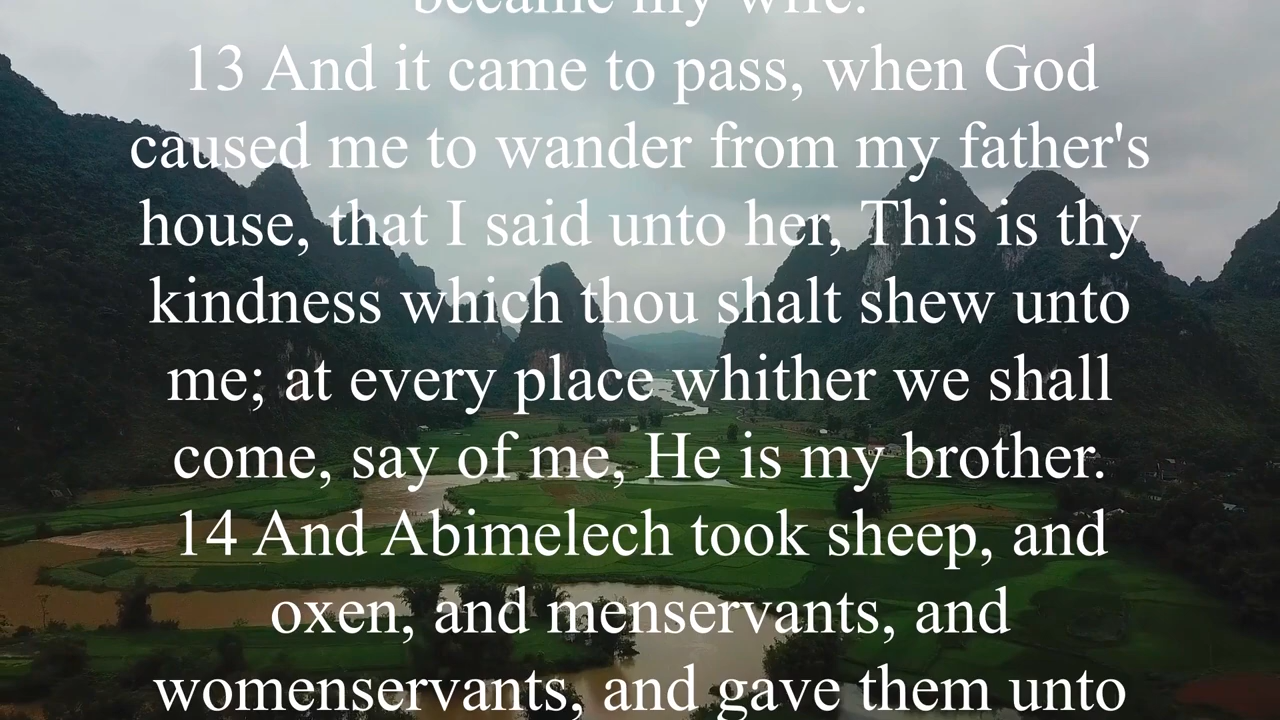 became my wife.
13 And it came to pass, when God
caused me to wander from my father's
house, that I said unto her, This is thy
kindness which thou shalt shew unto
me; at every place whither we shall
come, say of me, He is my brother.
14 And Abimelech took sheep, and
oxen, and menservants, and
womenservants, and gave them unto